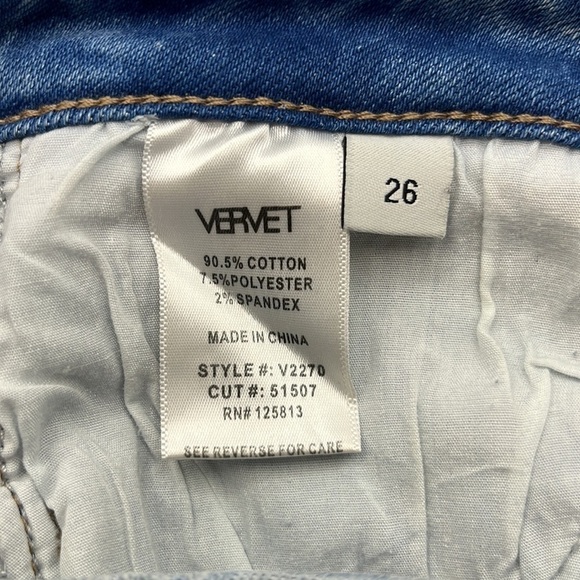 VERVET
90.5% COTTON
7.5%POLYESTER
2% SPANDEX
MADE IN CHINA
STYLE #: V2270
CUT #: 51507
RN# 125813
SEE REVERSE FOR CARE
26